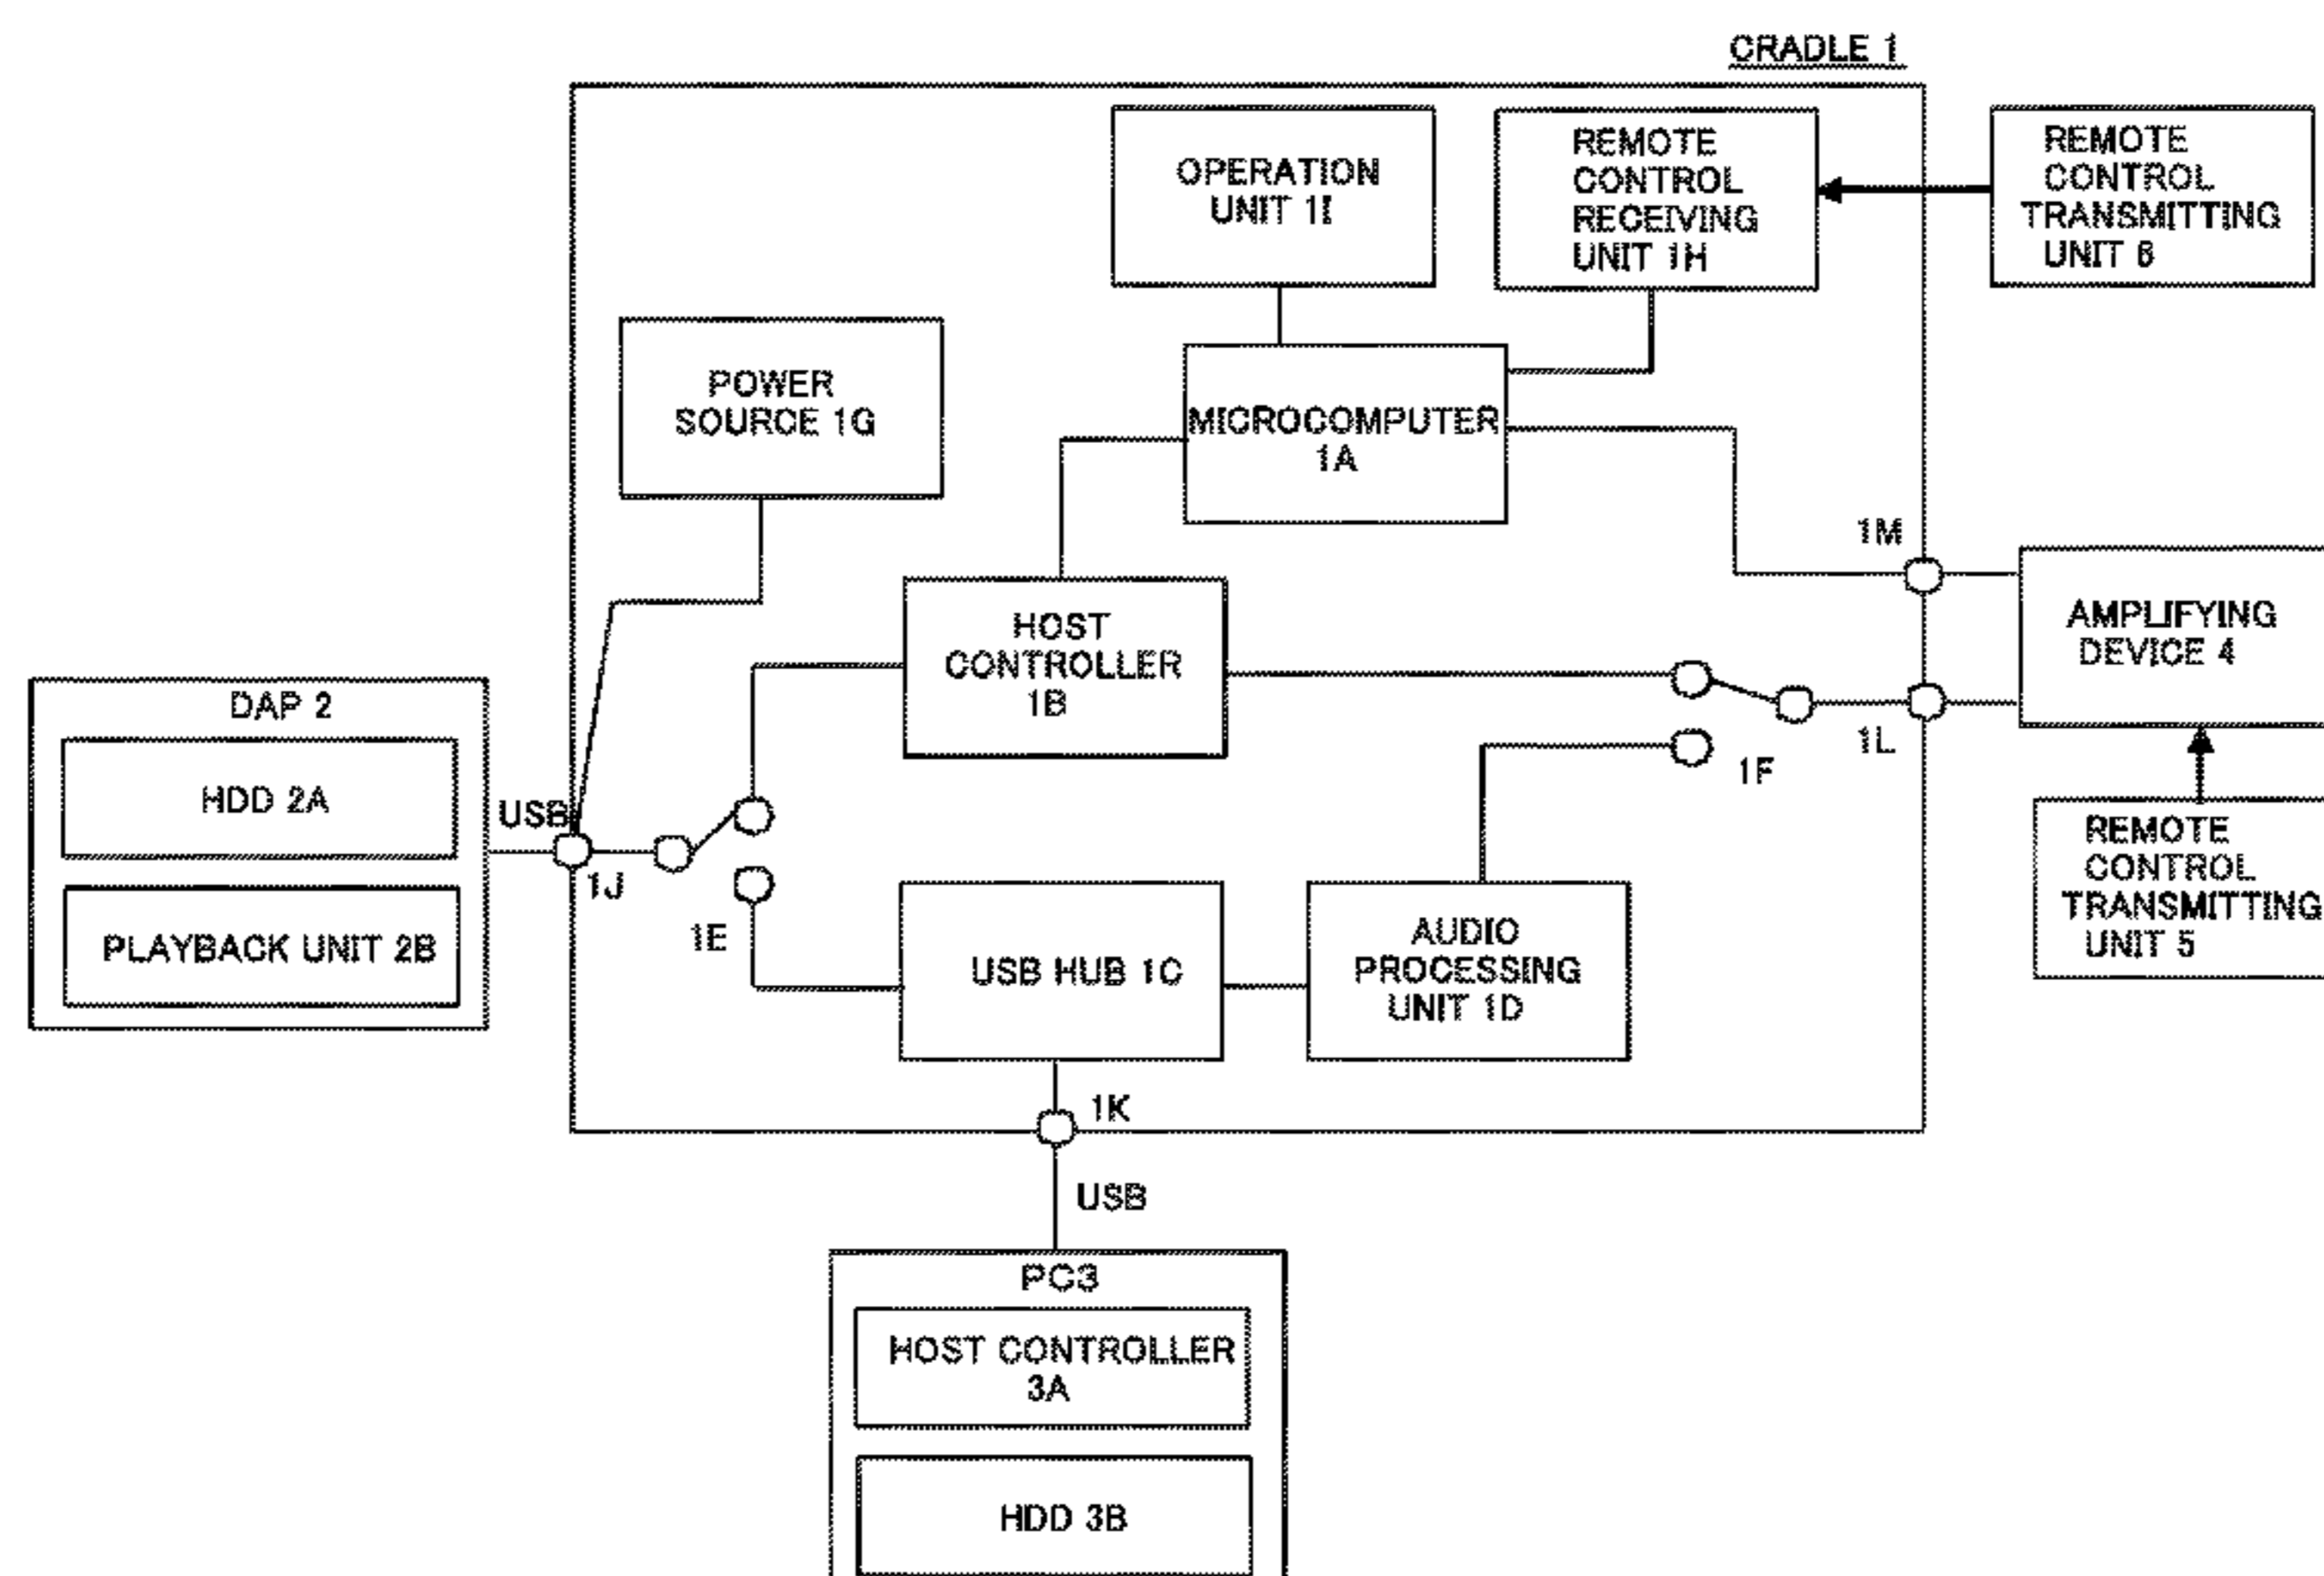 CRADLE 1
OPERATION
UNIT 1I
REMOTE
CONTROL
RECEIVING
UNIT 1H
REMOTE
CONTROL
TRANSMITTING
UNIT 6
POWER
SOURCE 1G
MICROCOMPUTER
1A
1M
HOST
CONTROLLER
1B
AMPLIFYING
DEVICE 4
DAP 2
HDD 2A
PLAYBACK UNIT 2B
USB
1J
1E
1F
1L
USB HUB 1C
AUDIO
PROCESSING
UNIT 1D
REMOTE
CONTROL
TRANSMITTING
UNIT 5
1K
USB
PC3
HOST CONTROLLER
3A
HDD 3B